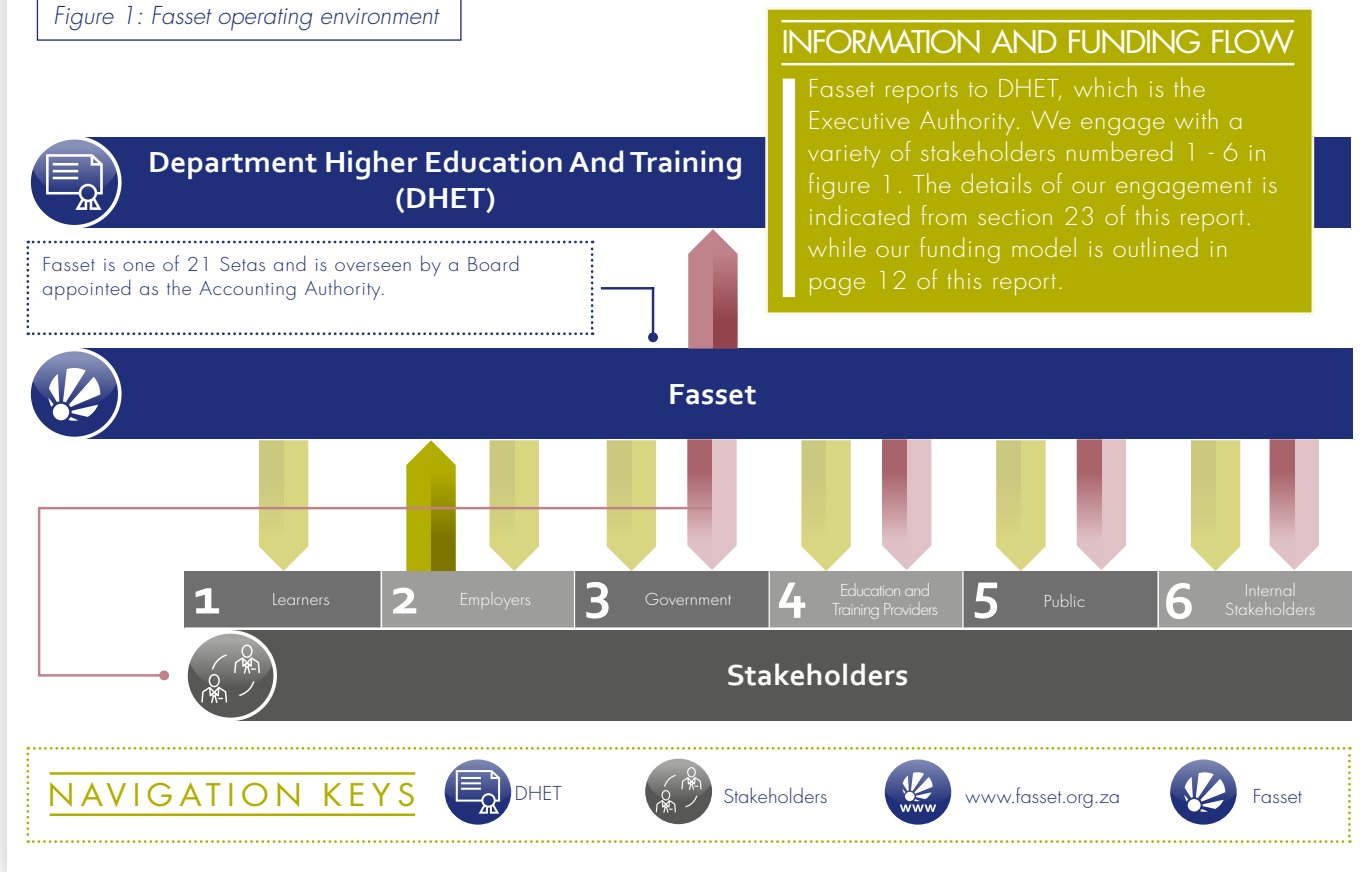 Figure 1: Fasset operating environment
INFORMATION AND FUNDING FLOW
Fasset reports to DHET, which is the
Executive Authority. We engage with a
variety of stakeholders numbered 1 - 6 in
figure 1. The details of our engagement is
indicated from section 23 of this report.
while our funding model is outlined in
page 12 of this report.
Department Higher Education And Training
(DHET)
Fasset is one of 21 Setas and is overseen by a Board
appointed as the Accounting Authority.
Fasset
1 Learners
2 Employers
3 Government
4 Education and
Training Providers
5 Public
6 Internal
Stakeholders
Stakeholders
NAVIGATION KEYS
DHET
Stakeholders
www
www.fasset.org.za
Fasset